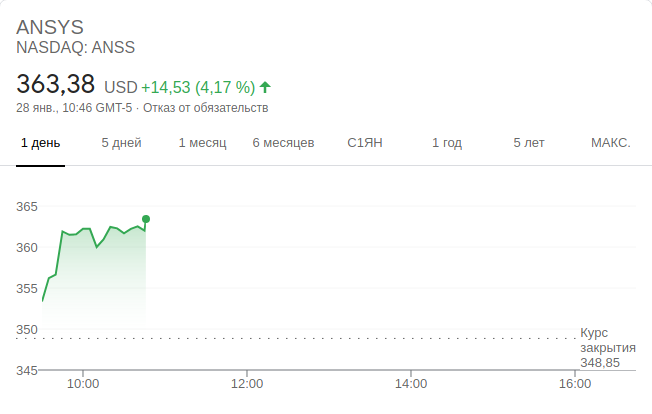 ANSYS
NASDAQ: ANSS
363,38 USD +14,53 (4,17 %)
28 янв., 10:46 GMT-5 · Отказ от обязательств
1 день 5 дней 1 месяц 6 месяцев С1ЯН 1 год 5 лет МАКС.
365
360
355
350
Курс
закрытия
348,85
345
10:00 12:00 14:00 16:00